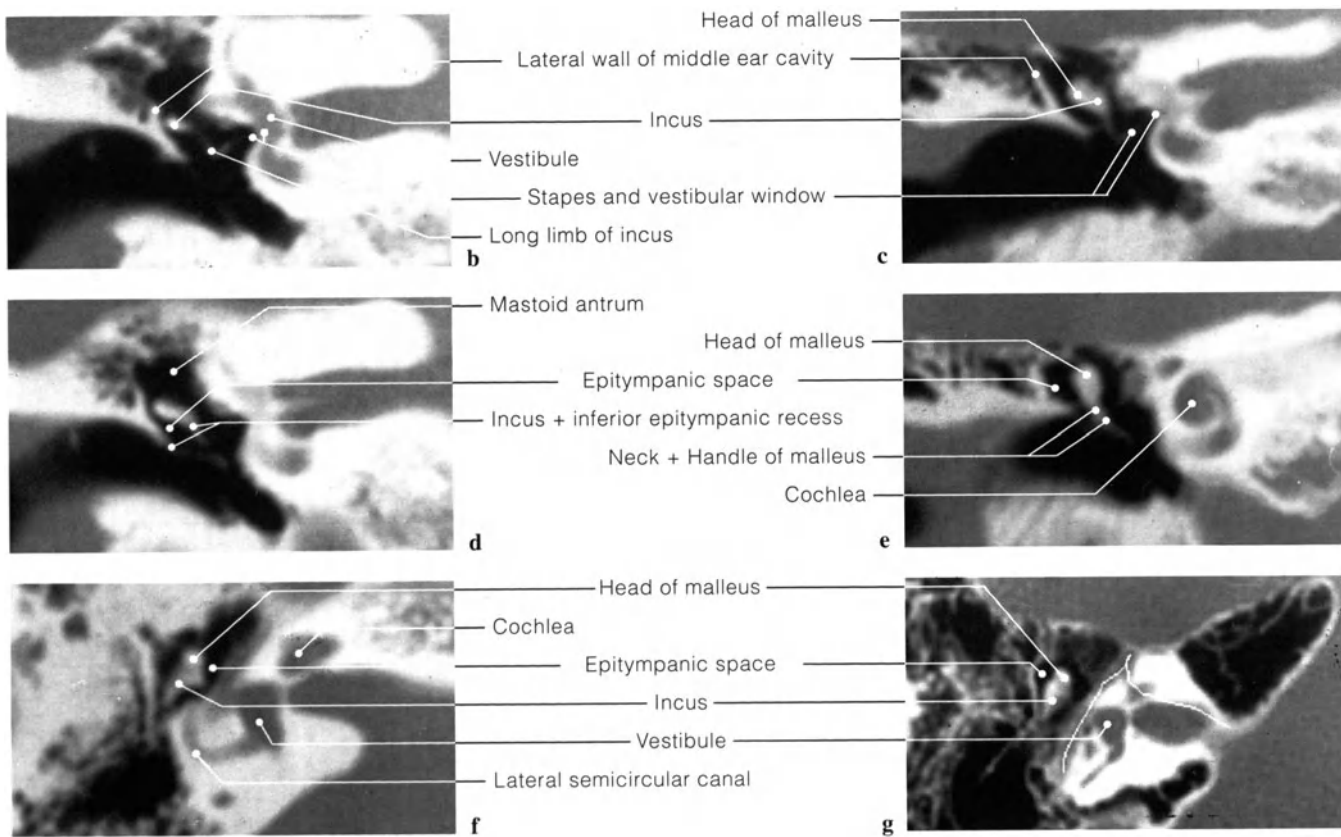 Head of malleus
Lateral wall of middle ear cavity
Incus
Vestibule
Stapes and vestibular window
Long limb of incus
b
c
Mastoid antrum
Head of malleus
Epitympanic space
Incus + inferior epitympanic recess
Neck + Handle of malleus
Cochlea
d
e
Head of malleus
Cochlea
Epitympanic space
Incus
Vestibule
Lateral semicircular canal
f
g